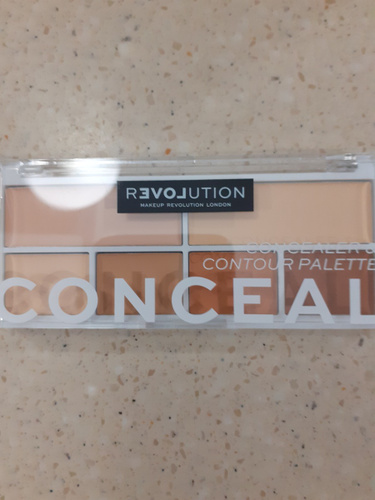 REVOLUTION
MAKEUP REVOLUTION LONDON
CONCEALER &
CONTOUR PALETTE
CONCEAL